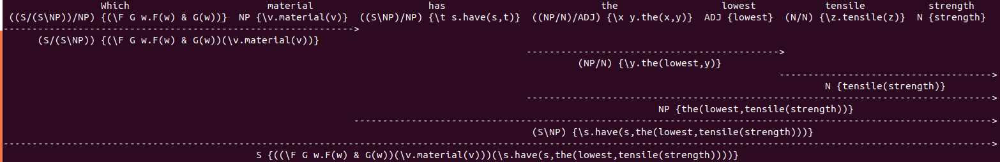 Which material has the lowest tensile strength
((S/(S\NP))/NP) {(\F G w.F(w) & G(w))} NP {\v.material(v)} ((S\NP)/NP) {\t s.have(s,t)} ((NP/N)/ADJ) {\x y.the(x,y)} ADJ {lowest} (N/N) {\z.tensile(z)} N {strength}
------------------------------------------------------------->
(S/(S\NP)) {(\F G w.F(w) & G(w))(\v.material(v))}
-------------------------------------------->
(NP/N) {\y.the(lowest,y)}
------------------------------------->
N {tensile(strength)}
--------------------------------------------------------------------------------->
NP {the(lowest,tensile(strength))}
--------------------------------------------------------------------------------------------------------------->
(S\NP) {\s.have(s,the(lowest,tensile(strength)))}
---------------------------------------------------------------------------------------------------------------------------------------------------------------------------->
S {((\F G w.F(w) & G(w))(\v.material(v)))(\s.have(s,the(lowest,tensile(strength))))}